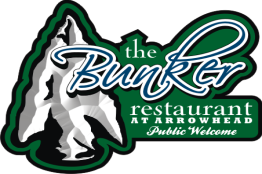 the
Bunker
restaurant
AT ARROWHEAD
Public Welcome